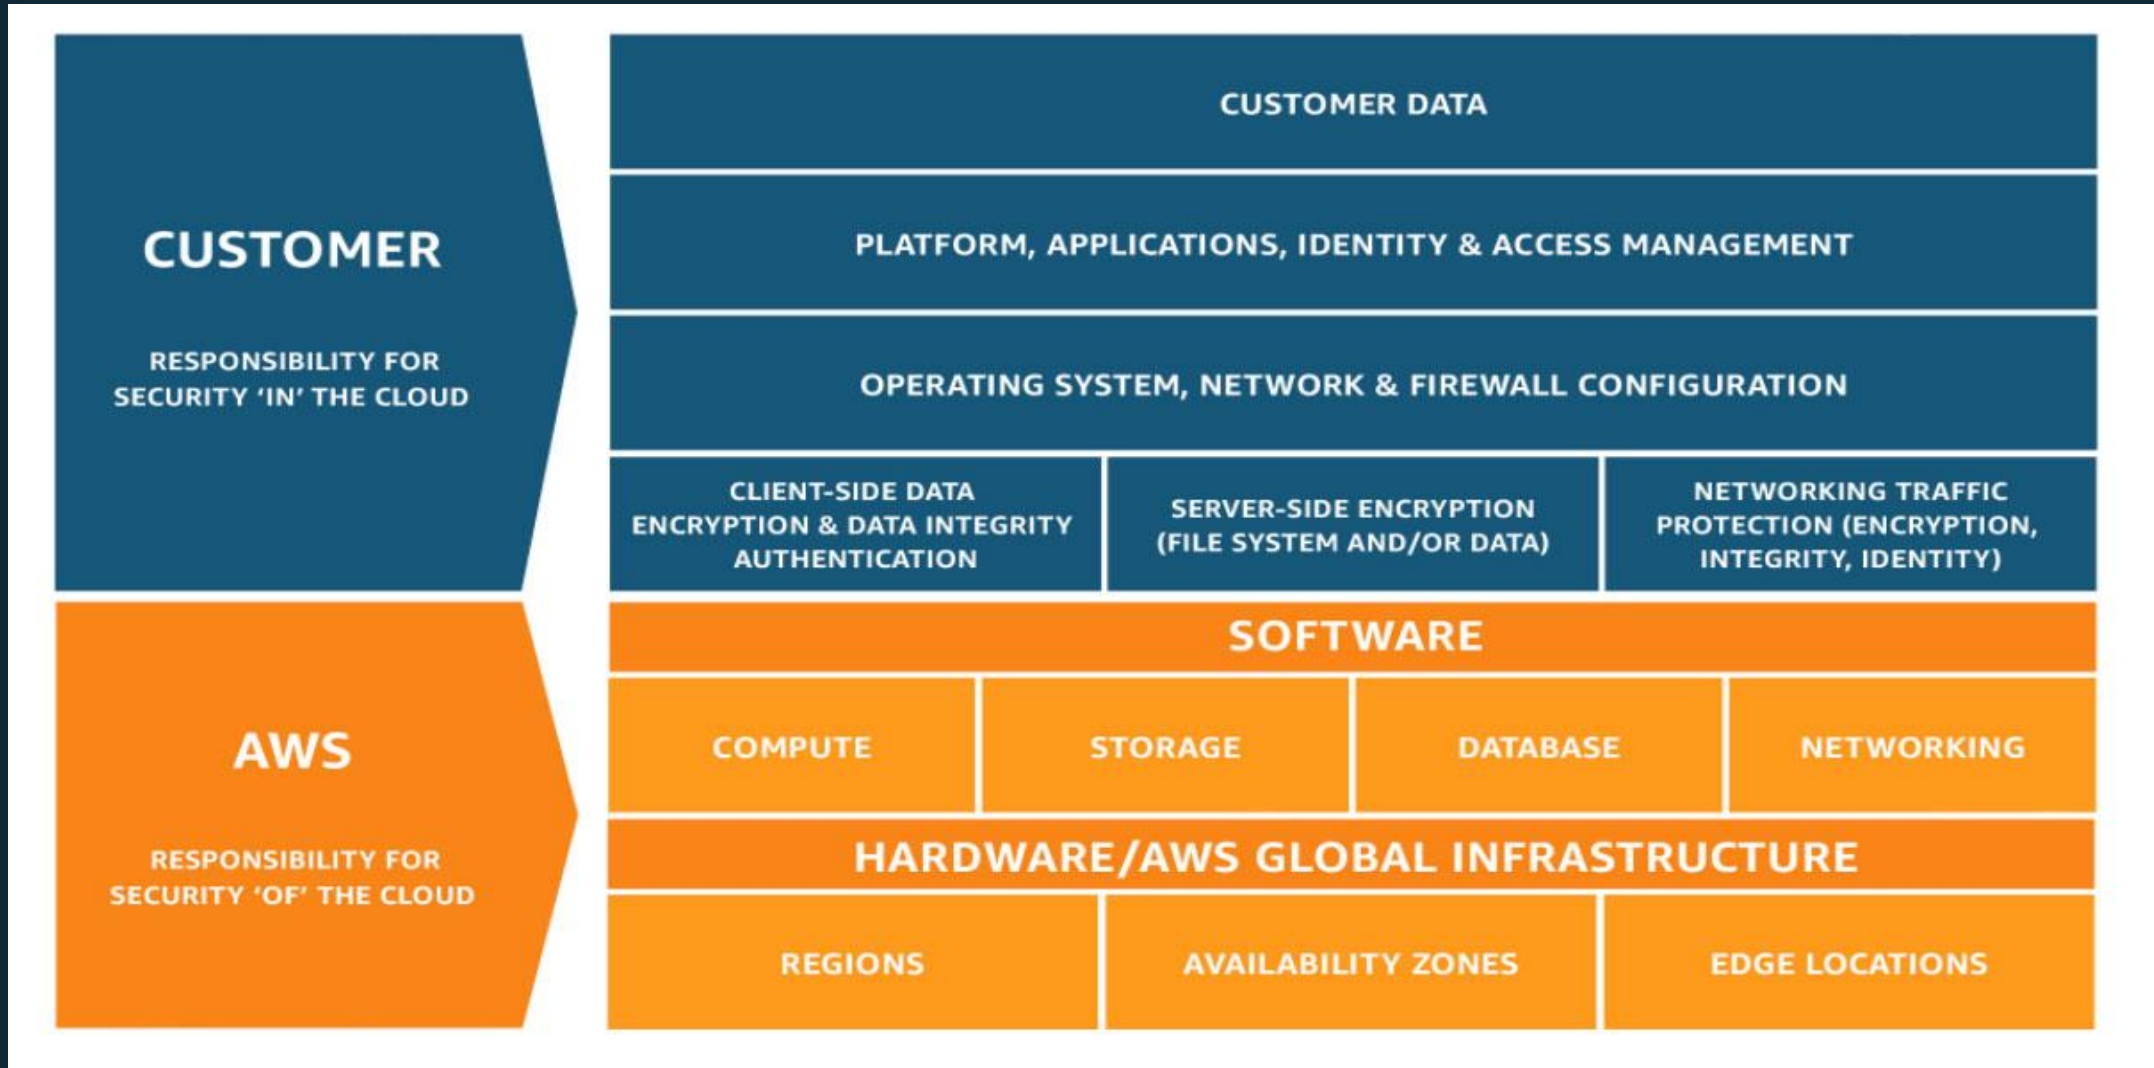 CUSTOMER
RESPONSIBILITY FOR
SECURITY ‘IN’ THE CLOUD
CUSTOMER DATA
PLATFORM, APPLICATIONS, IDENTITY & ACCESS MANAGEMENT
OPERATING SYSTEM, NETWORK & FIREWALL CONFIGURATION
CLIENT-SIDE DATA
ENCRYPTION & DATA INTEGRITY
AUTHENTICATION
SERVER-SIDE ENCRYPTION
(FILE SYSTEM AND/OR DATA)
NETWORKING TRAFFIC
PROTECTION (ENCRYPTION,
INTEGRITY, IDENTITY)
AWS
RESPONSIBILITY FOR
SECURITY ‘OF’ THE CLOUD
SOFTWARE
COMPUTE
STORAGE
DATABASE
NETWORKING
HARDWARE/AWS GLOBAL INFRASTRUCTURE
REGIONS
AVAILABILITY ZONES
EDGE LOCATIONS